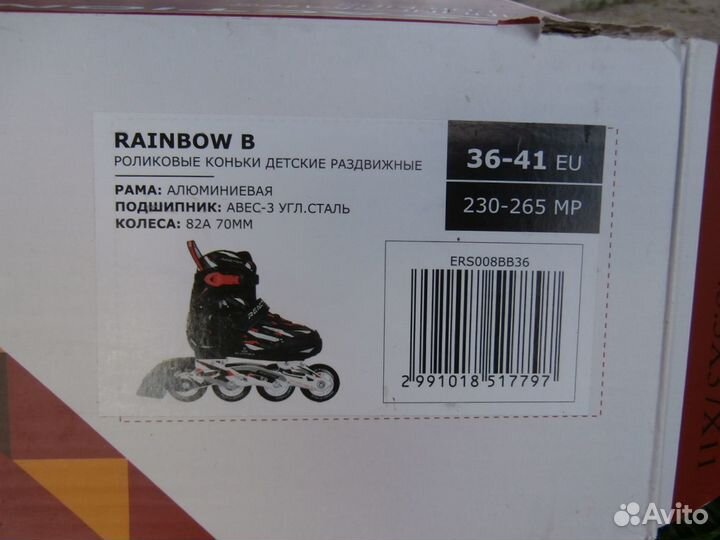 RAINBOW B
РОЛИКОВЫЕ КОНЬКИ ДЕТСКИЕ РАЗДВИЖНЫЕ
РАМА: АЛЮМИНИЕВАЯ
ПОДШИПНИК: ABEC-3 УГЛ.СТАЛЬ
КОЛЕСА: 82A 70ММ
36-41 EU
230-265 MP
ERS008BB36
2 991018 517797
Avito